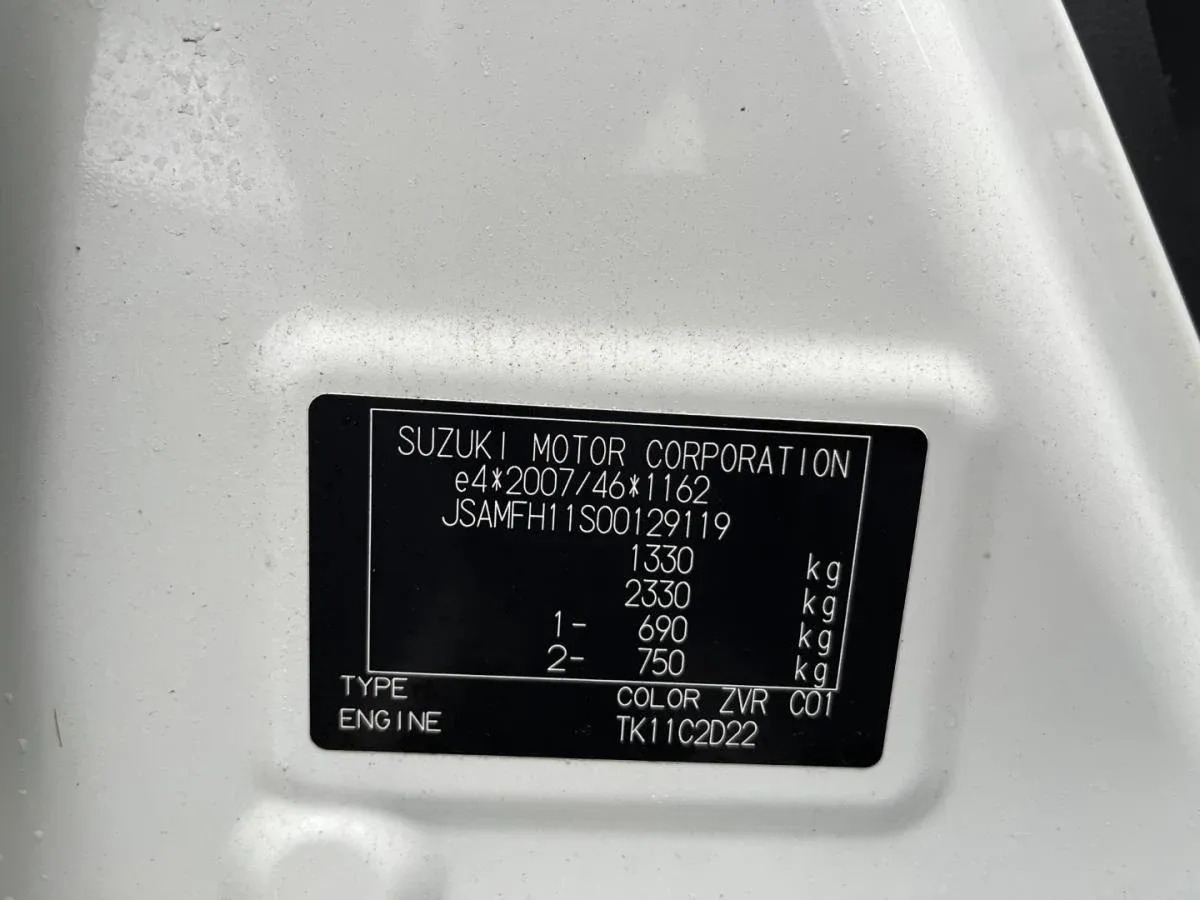 SUZUKI MOTOR CORPORATION
e4*2007/46*1162
JSAMFH11S00129119
1330 kg
2330 kg
1- 690 kg
2- 750 kg
TYPE COLOR ZVR C01
ENGINE TK11C2D22